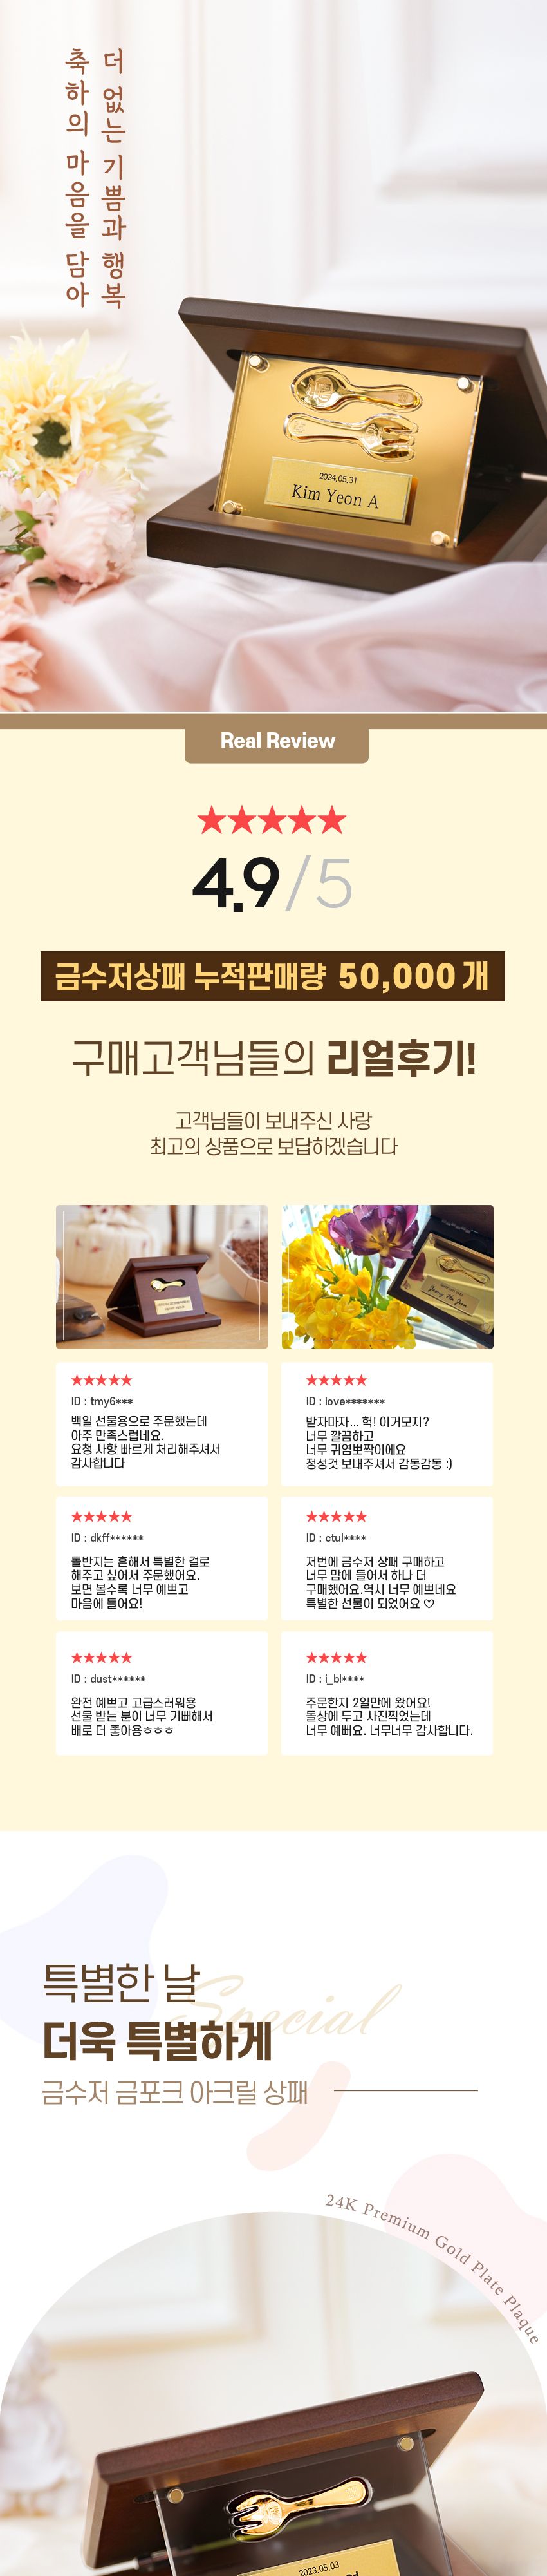 더 없는 기쁨과 행복
축하의 마음을 담아
2024.05.31
Kim Yeon A
Real Review
★★★★★
4.9/5
금수저상패 누적판매량 50,000 개
구매고객님들의 리얼후기!
고객님들이 보내주신 사랑
최고의 상품으로 보답하겠습니다
★★★★★
ID : tmy6***
백일 선물용으로 주문했는데
아주 만족스럽네요.
요청 사항 빠르게 처리해주셔서
감사합니다
★★★★★
ID : love*******
받자마자... 헉! 이거모지?
너무 깔끔하고
너무 귀염뽀짝이에요
정성껏 보내주셔서 감동감동 :)
★★★★★
ID : dkff******
돌반지는 흔해서 특별한 걸로
해주고 싶어서 주문했어요.
보면 볼수록 너무 예쁘고
마음에 들어요!
★★★★★
ID : ctul****
저번에 금수저 상패 구매하고
너무 맘에 들어서 하나 더
구매했어요.역시 너무 예쁘네요
특별한 선물이 되었어요 ♡
★★★★★
ID : dust******
완전 예쁘고 고급스러워용
선물 받는 분이 너무 기뻐해서
배로 더 좋아용ㅎㅎㅎ
★★★★★
ID : i_bl****
주문한지 2일만에 왔어요!
돌상에 두고 사진찍었는데
너무 예뻐요. 너무너무 감사합니다.
특별한 날
Special
더욱 특별하게
금수저 금포크 아크릴 상패
24K Premium Gold Plate Plaque
2023.05.03